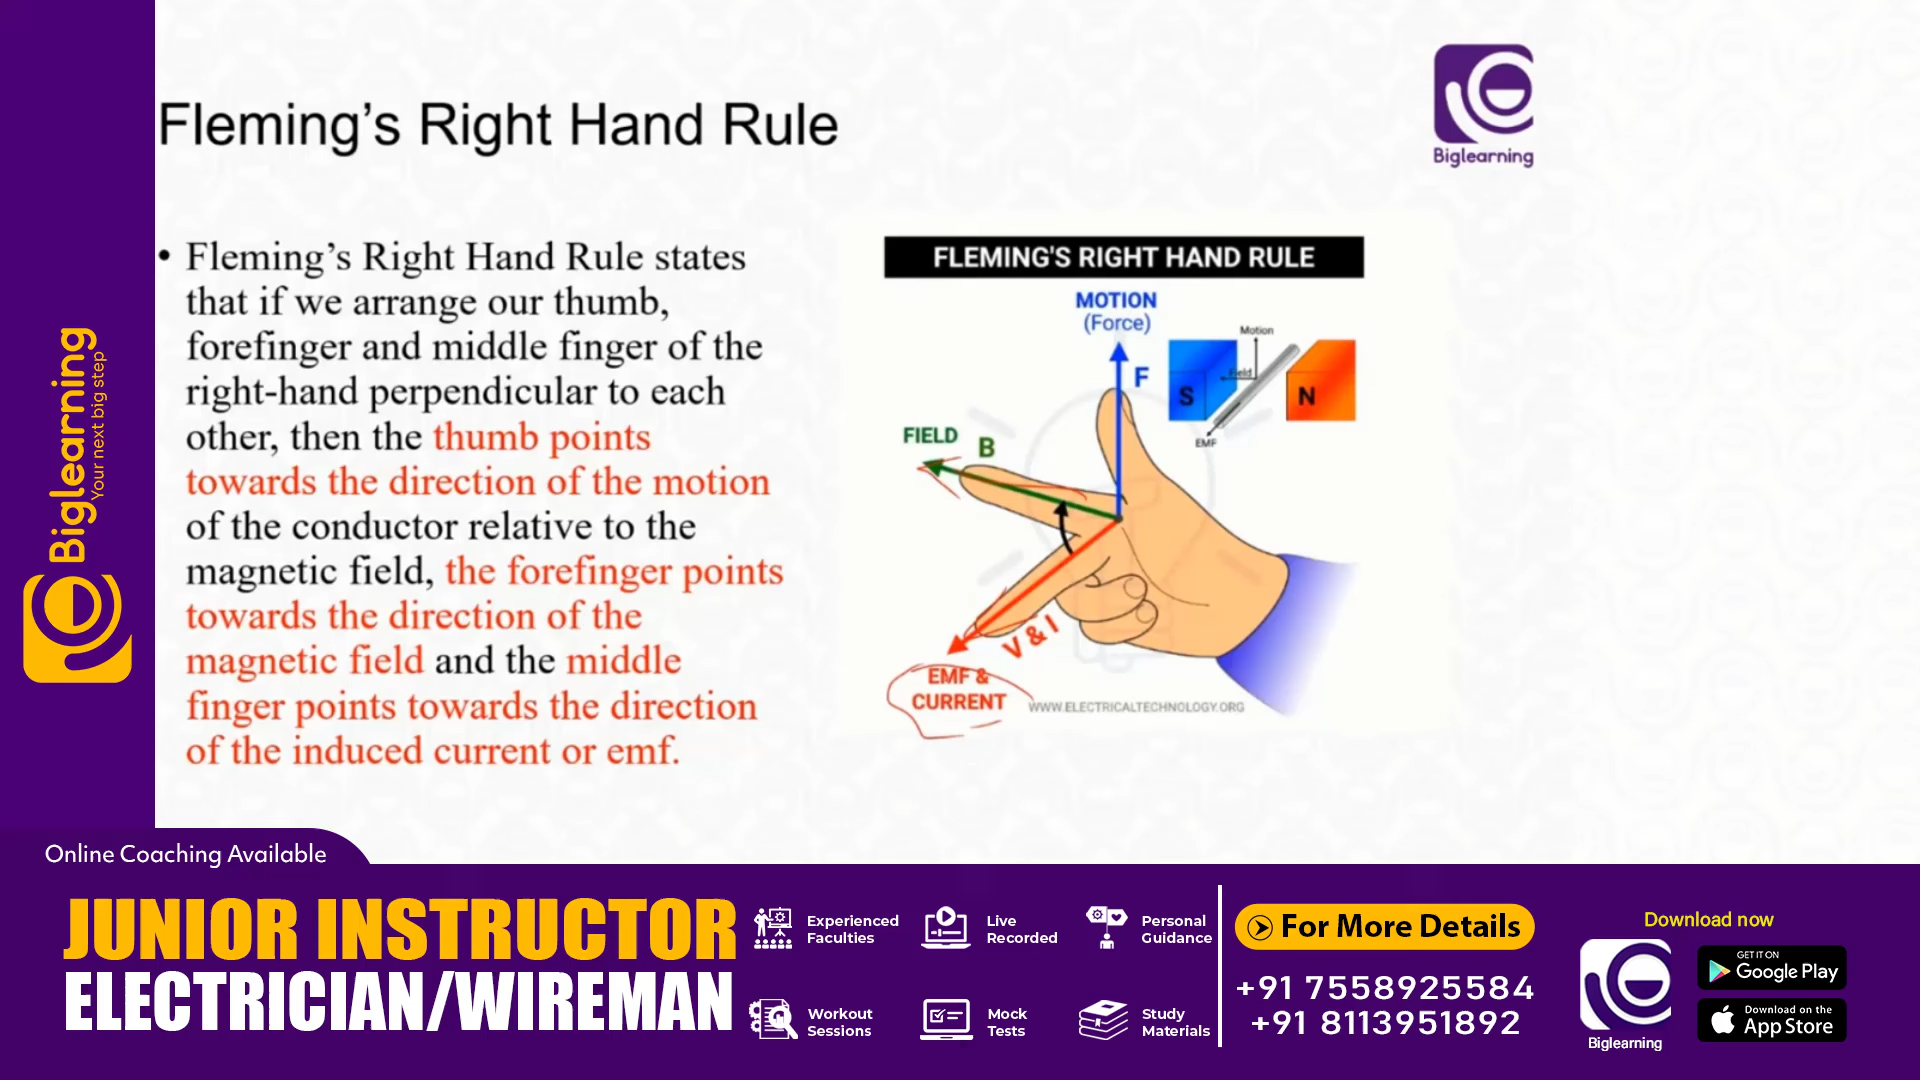 Fleming's Right Hand Rule
Biglearning
• Fleming's Right Hand Rule states
that if we arrange our thumb,
forefinger and middle finger of the
right-hand perpendicular to each
other, then the thumb points
towards the direction of the motion
of the conductor relative to the
magnetic field, the forefinger points
towards the direction of the
magnetic field and the middle
finger points towards the direction
of the induced current or emf.
FLEMING'S RIGHT HAND RULE
MOTION
(Force)
F
Motion
Field
S
N
EMF
FIELD
B
V & I
EMF &
CURRENT
WWW.ELECTRICALTECHNOLOGY.ORG
Biglearning
Your next big step
Online Coaching Available
JUNIOR INSTRUCTOR
ELECTRICIAN/WIREMAN
Experienced
Faculties
Live
Recorded
Personal
Guidance
Workout
Sessions
Mock
Tests
Study
Materials
For More Details
+91 7558925584
+91 8113951892
Download now
Biglearning
GET IT ON
Google Play
Download on the
App Store